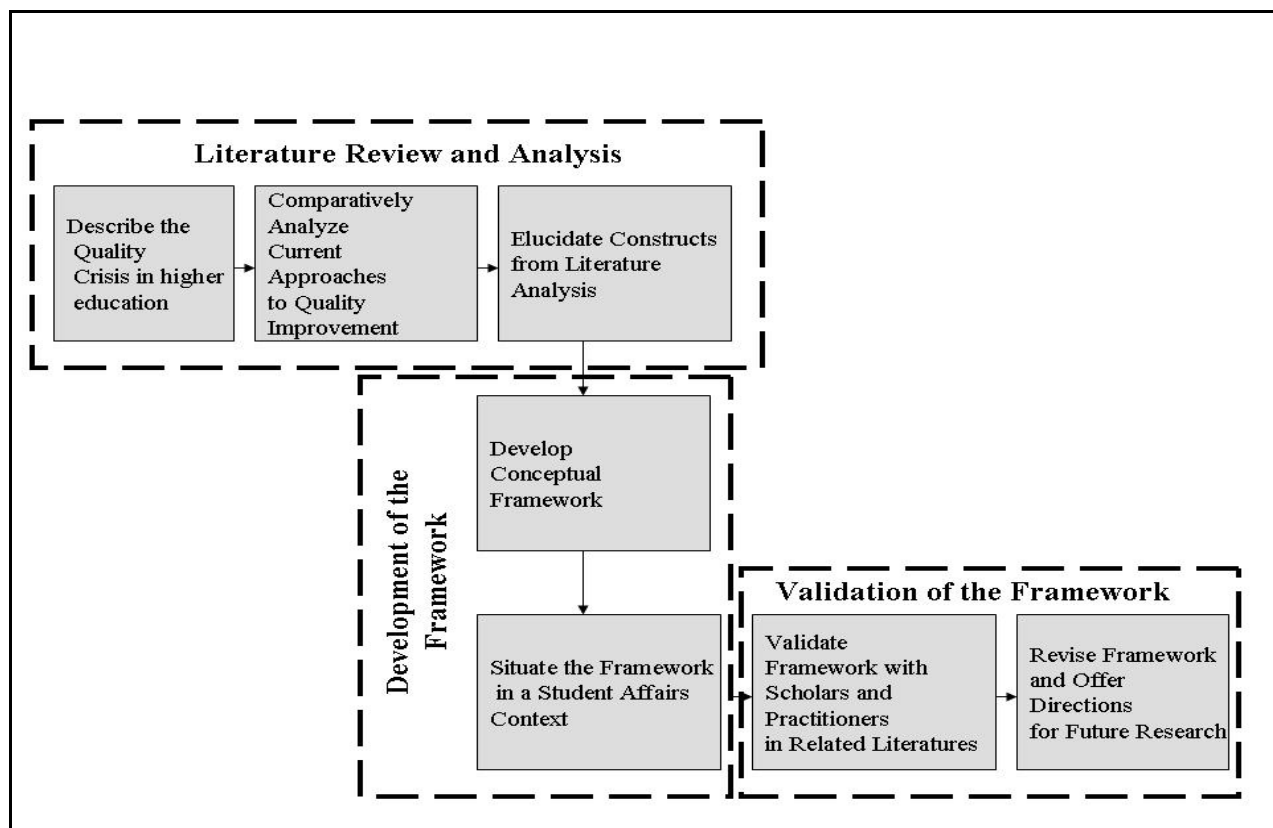 Literature Review and Analysis
Describe the
Quality
Crisis in higher
education
Comparatively
Analyze
Current
Approaches
to Quality
Improvement
Elucidate Constructs
from Literature
Analysis
Development of the
Framework
Develop
Conceptual
Framework
Situate the Framework
in a Student Affairs
Context
Validation of the Framework
Validate
Framework with
Scholars and
Practitioners
in Related Literatures
Revise Framework
and Offer
Directions
for Future Research